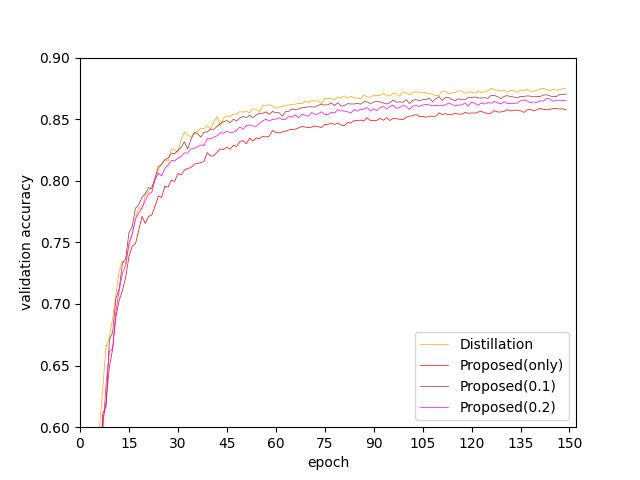 0.90
0.85
0.80
0.75
0.70
0.65
0.60
validation accuracy
Distillation
Proposed(only)
Proposed(0.1)
Proposed(0.2)
0 15 30 45 60 75 90 105 120 135 150
epoch